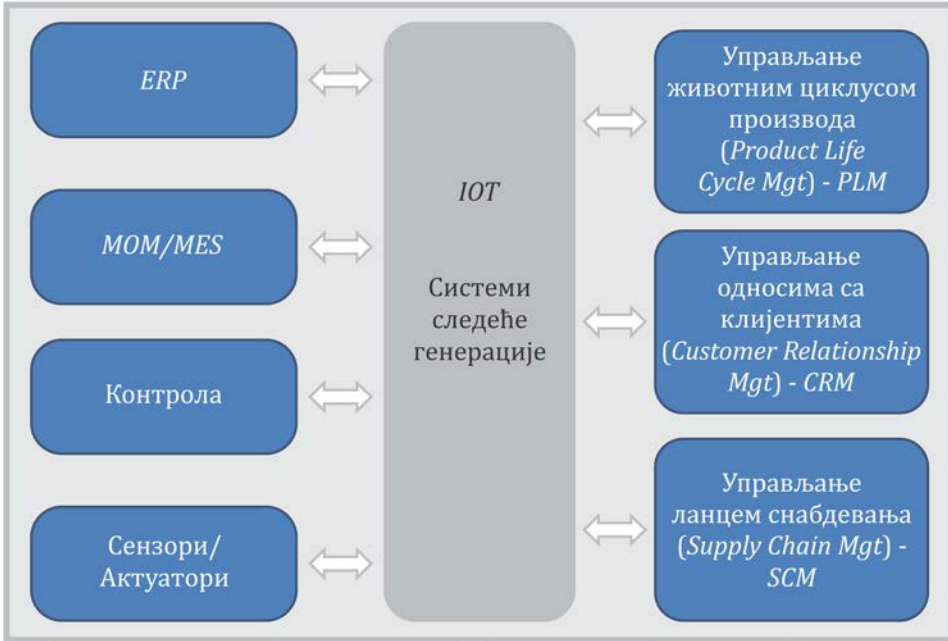 ERP
MOM/MES
Контрола
Сензори/
Актуатори
IOT
Системи
следеће
генерације
Управљање
животним циклусом
производа
(Product Life
Cycle Mgt) - PLM
Управљање
односима са
клијентима
(Customer Relationship
Mgt) - CRM
Управљање
ланцем снабдевања
(Supply Chain Mgt) -
SCM